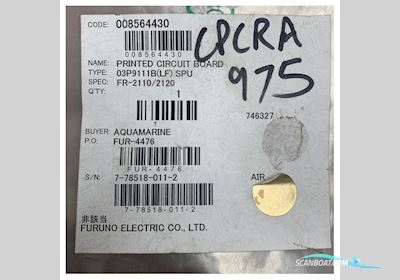 CODE: 008564430
008564430
NAME: PRINTED CIRCUIT BOARD
TYPE: 03P9111B(LF) SPU
SPEC: FR-2110/2120
Q'TY: 1
975
746327
BUYER: AQUAMARINE
P.O: FUR-4476
FUR-4476
S/N: 7-78518-011-2
AIR
7-78518-011-2
非該当
FURUNO ELECTRIC CO., LTD.
SCANBOAT.COM